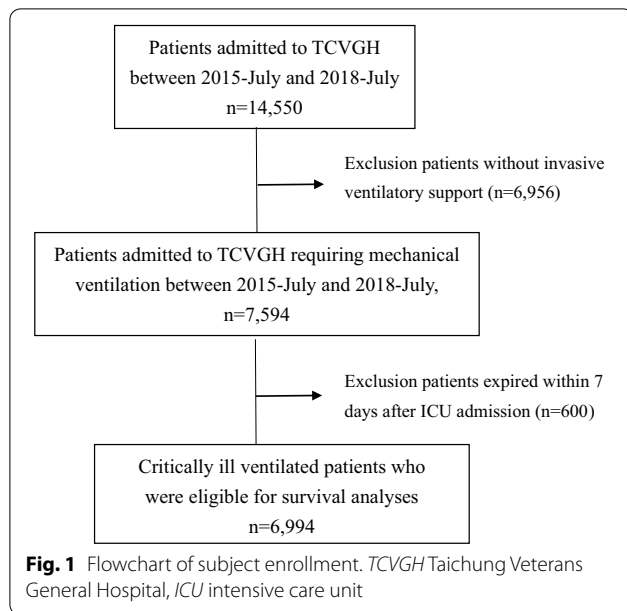 Patients admitted to TCVGH
between 2015-July and 2018-July
n=14,550
Exclusion patients without invasive
ventilatory support (n=6,956)
Patients admitted to TCVGH requiring mechanical
ventilation between 2015-July and 2018-July,
n=7,594
Exclusion patients expired within 7
days after ICU admission (n=600)
Critically ill ventilated patients who
were eligible for survival analyses
n=6,994
Fig. 1 Flowchart of subject enrollment. TCVGH Taichung Veterans
General Hospital, ICU intensive care unit